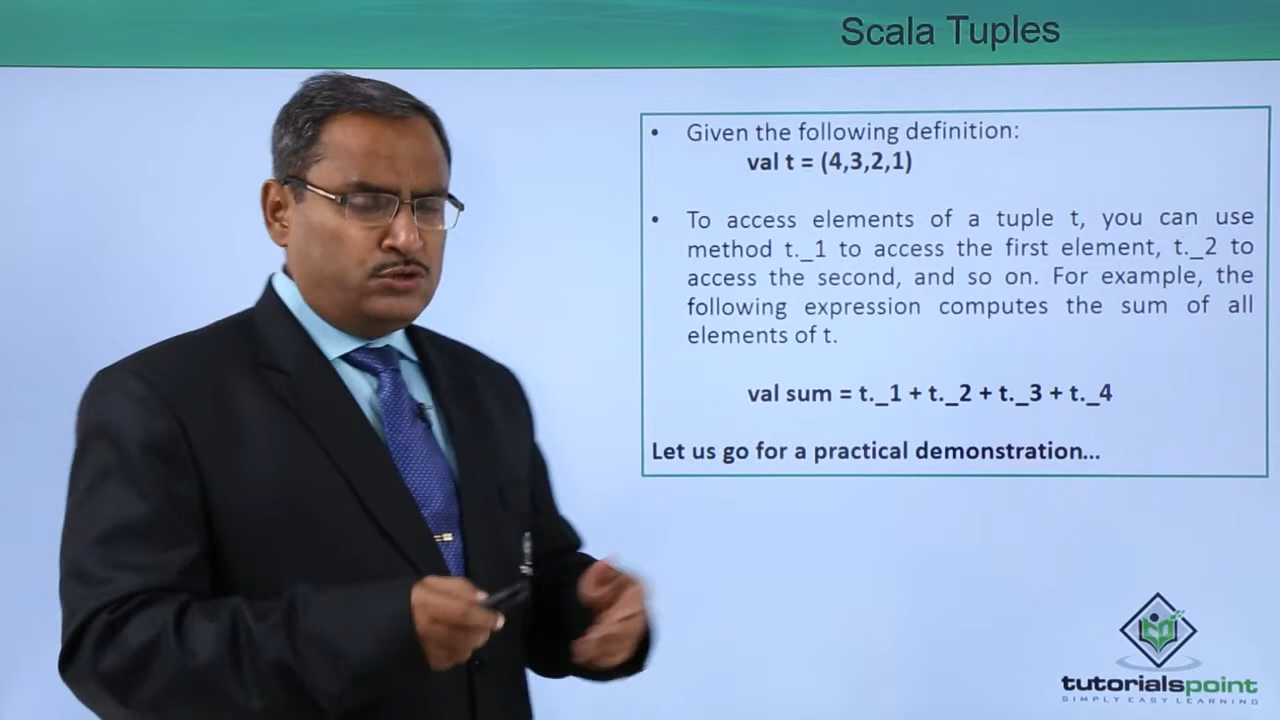 Scala Tuples
• Given the following definition:
val t = (4,3,2,1)
• To access elements of a tuple t, you can use
method t._1 to access the first element, t._2 to
access the second, and so on. For example, the
following expression computes the sum of all
elements of t.
val sum = t._1 + t._2 + t._3 + t._4
Let us go for a practical demonstration...
tutorialspoint
SIMPLY EASY LEARNING